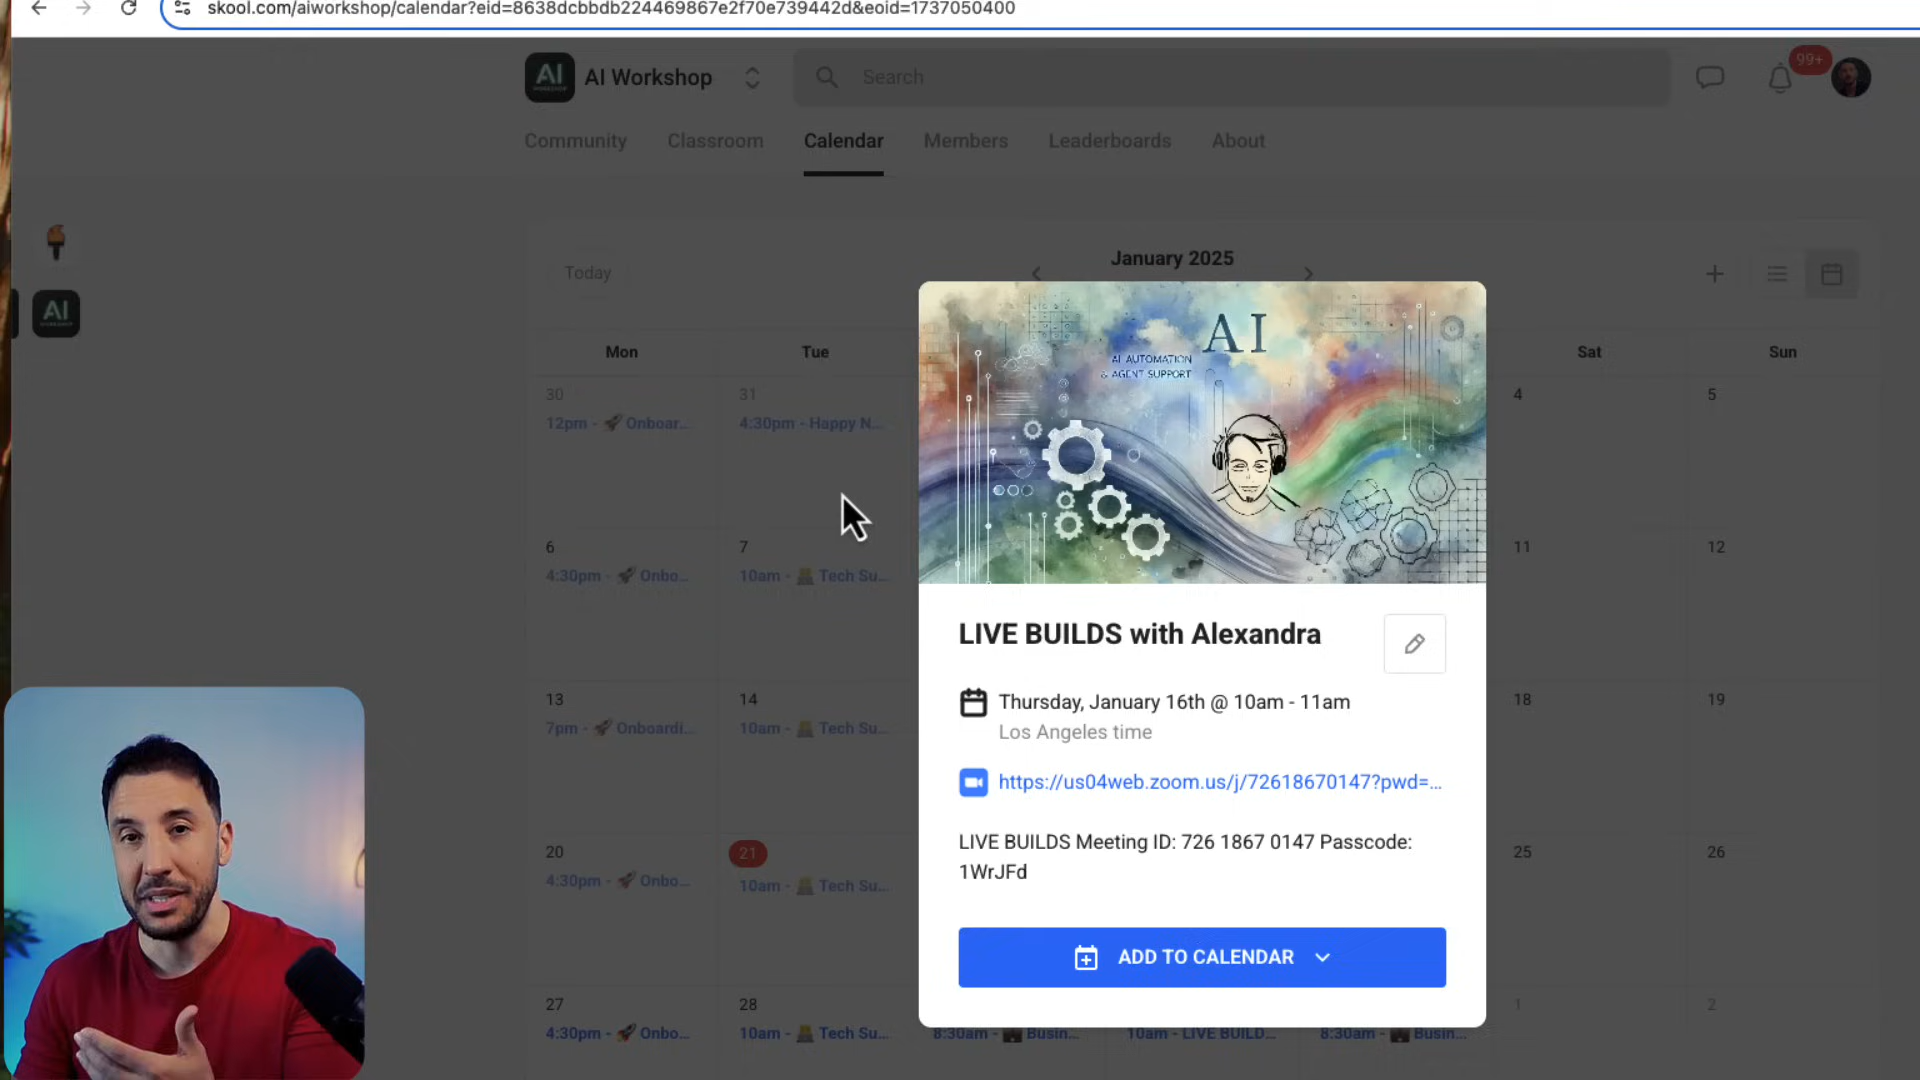 skool.com/aiworkshop/calendar?eid=8638dcbbdb224469867e2f70e739442d&eoid=1737050400
AI
AI Workshop
Search
99+
Community Classroom Calendar Members Leaderboards About
AI
Today
January 2025
Mon Tue Sat Sun
30 31 4 5
12pm - 🚀 Onboar... 4:30pm - Happy N...
6 7 11 12
4:30pm - 🚀 Onbo... 10am - Tech Su...
13 14 18 19
7pm - 🚀 Onboardi... 10am - Tech Su...
20 21 25 26
4:30pm - 🚀 Onbo... 10am - Tech Su...
27 28 1 2
4:30pm - 🚀 Onbo... 10am - Tech Su... 8:30am - 💼 Busin... 10am - LIVE BUILD... 8:30am - 💼 Busin...
AI
AI AUTOMATION
& AGENT SUPPORT
LIVE BUILDS with Alexandra
Thursday, January 16th @ 10am - 11am
Los Angeles time
https://us04web.zoom.us/j/72618670147?pwd=...
LIVE BUILDS Meeting ID: 726 1867 0147 Passcode:
1WrJFd
ADD TO CALENDAR